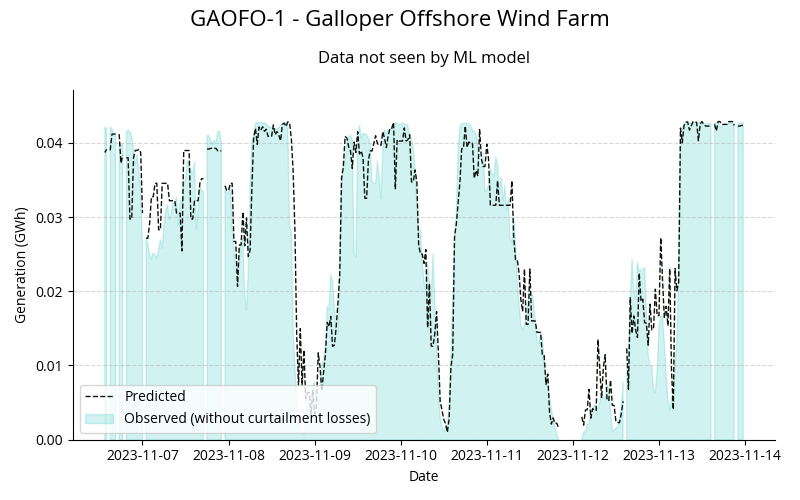 GAOFO-1 - Galloper Offshore Wind Farm
Data not seen by ML model
Generation (GWh)
0.04
0.03
0.02
0.01
0.00
Predicted
Observed (without curtailment losses)
2023-11-07 2023-11-08 2023-11-09 2023-11-10 2023-11-11 2023-11-12 2023-11-13 2023-11-14
Date